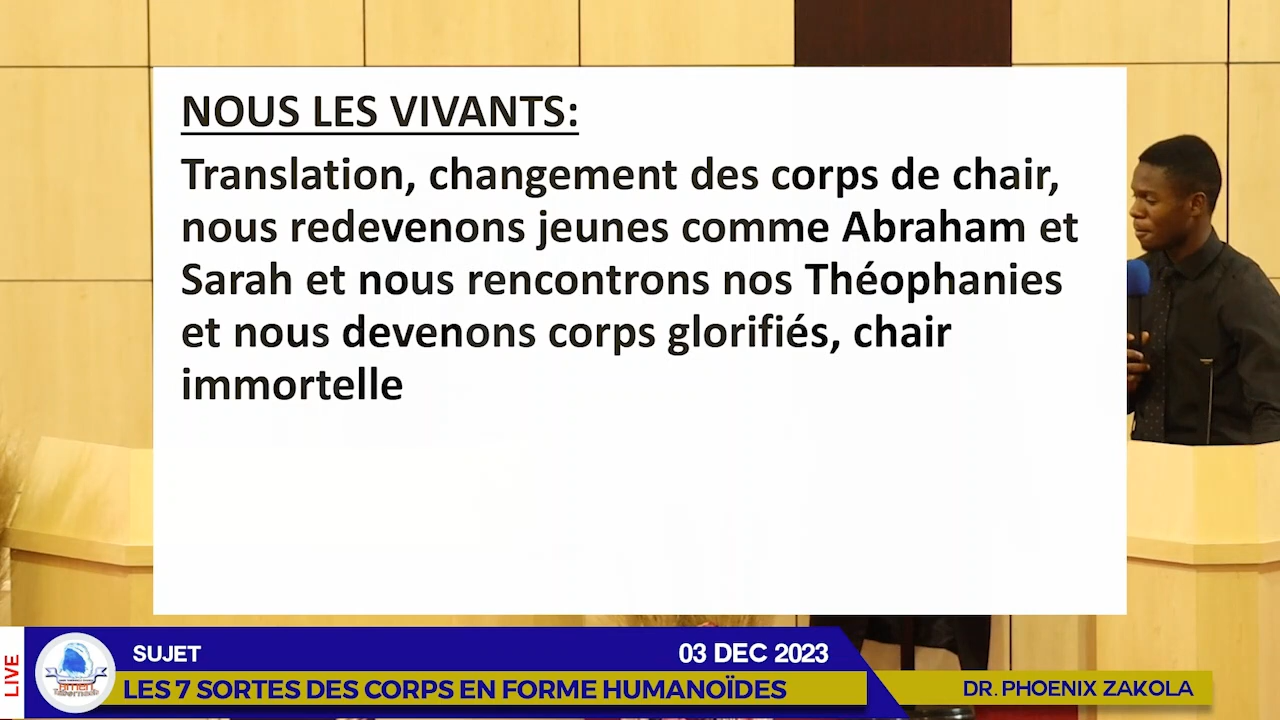 NOUS LES VIVANTS:
Translation, changement des corps de chair,
nous redevenons jeunes comme Abraham et
Sarah et nous rencontrons nos Théophanies
et nous devenons corps glorifiés, chair
immortelle
LIVE
SUJET
03 DEC 2023
LES 7 SORTES DES CORPS EN FORME HUMANOÏDES
DR. PHOENIX ZAKOLA